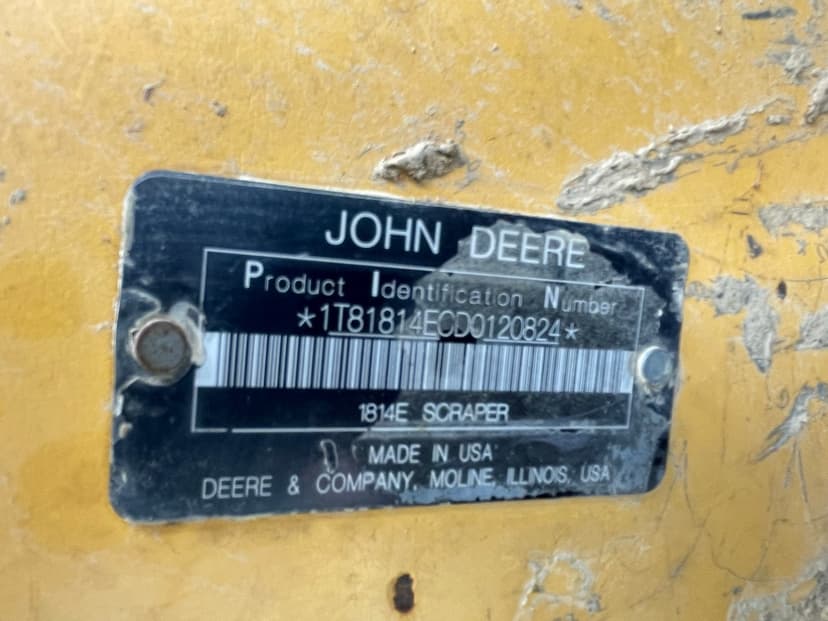 JOHN DEERE
Product Identification Number
*1T81814ECD0120824*
1814E SCRAPER
MADE IN USA
DEERE & COMPANY, MOLINE, ILLINOIS, USA